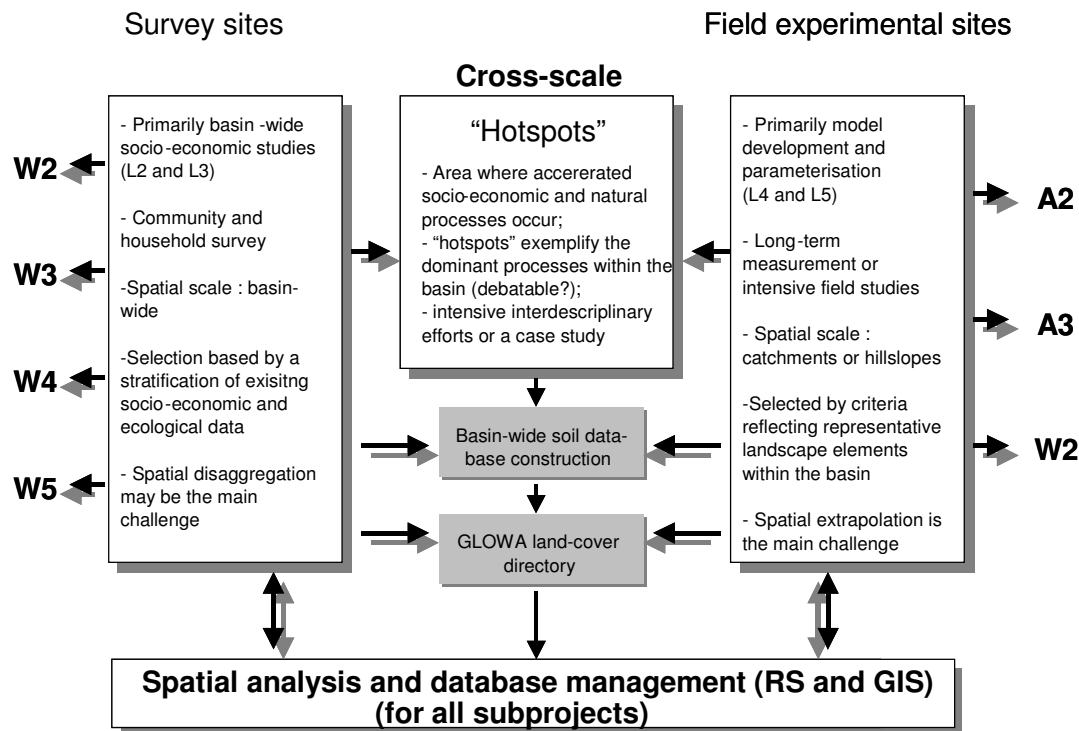 Survey sites
Field experimental sites
Cross-scale
- Primarily basin -wide
socio-economic studies
(L2 and L3)
- Community and
household survey
-Spatial scale : basin-
wide
-Selection based by a
stratification of exisitng
socio-economic and
ecological data
- Spatial disaggregation
may be the main
challenge
W2
W3
W4
W5
“Hotspots”
- Area where accererated
socio-economic and natural
processes occur;
- “hotspots” exemplify the
dominant processes within the
basin (debatable?);
- intensive interdescriplinary
efforts or a case study
Basin-wide soil data-
base construction
GLOWA land-cover
directory
- Primarily model
development and
parameterisation
(L4 and L5)
- Long-term
measurement or
intensive field studies
- Spatial scale :
catchments or hillslopes
-Selected by criteria
reflecting representative
landscape elements
within the basin
- Spatial extrapolation is
the main challenge
A2
A3
W2
Spatial analysis and database management (RS and GIS)
(for all subprojects)